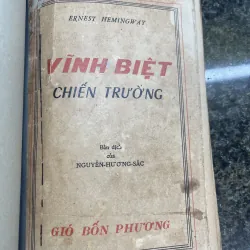 ERNEST HEMINGWAY
VĨNH BIỆT
CHIẾN TRƯỜNG
Bản dịch
của
NGUYỄN-HƯƠNG-SẮC
GIÓ BỐN PHƯƠNG